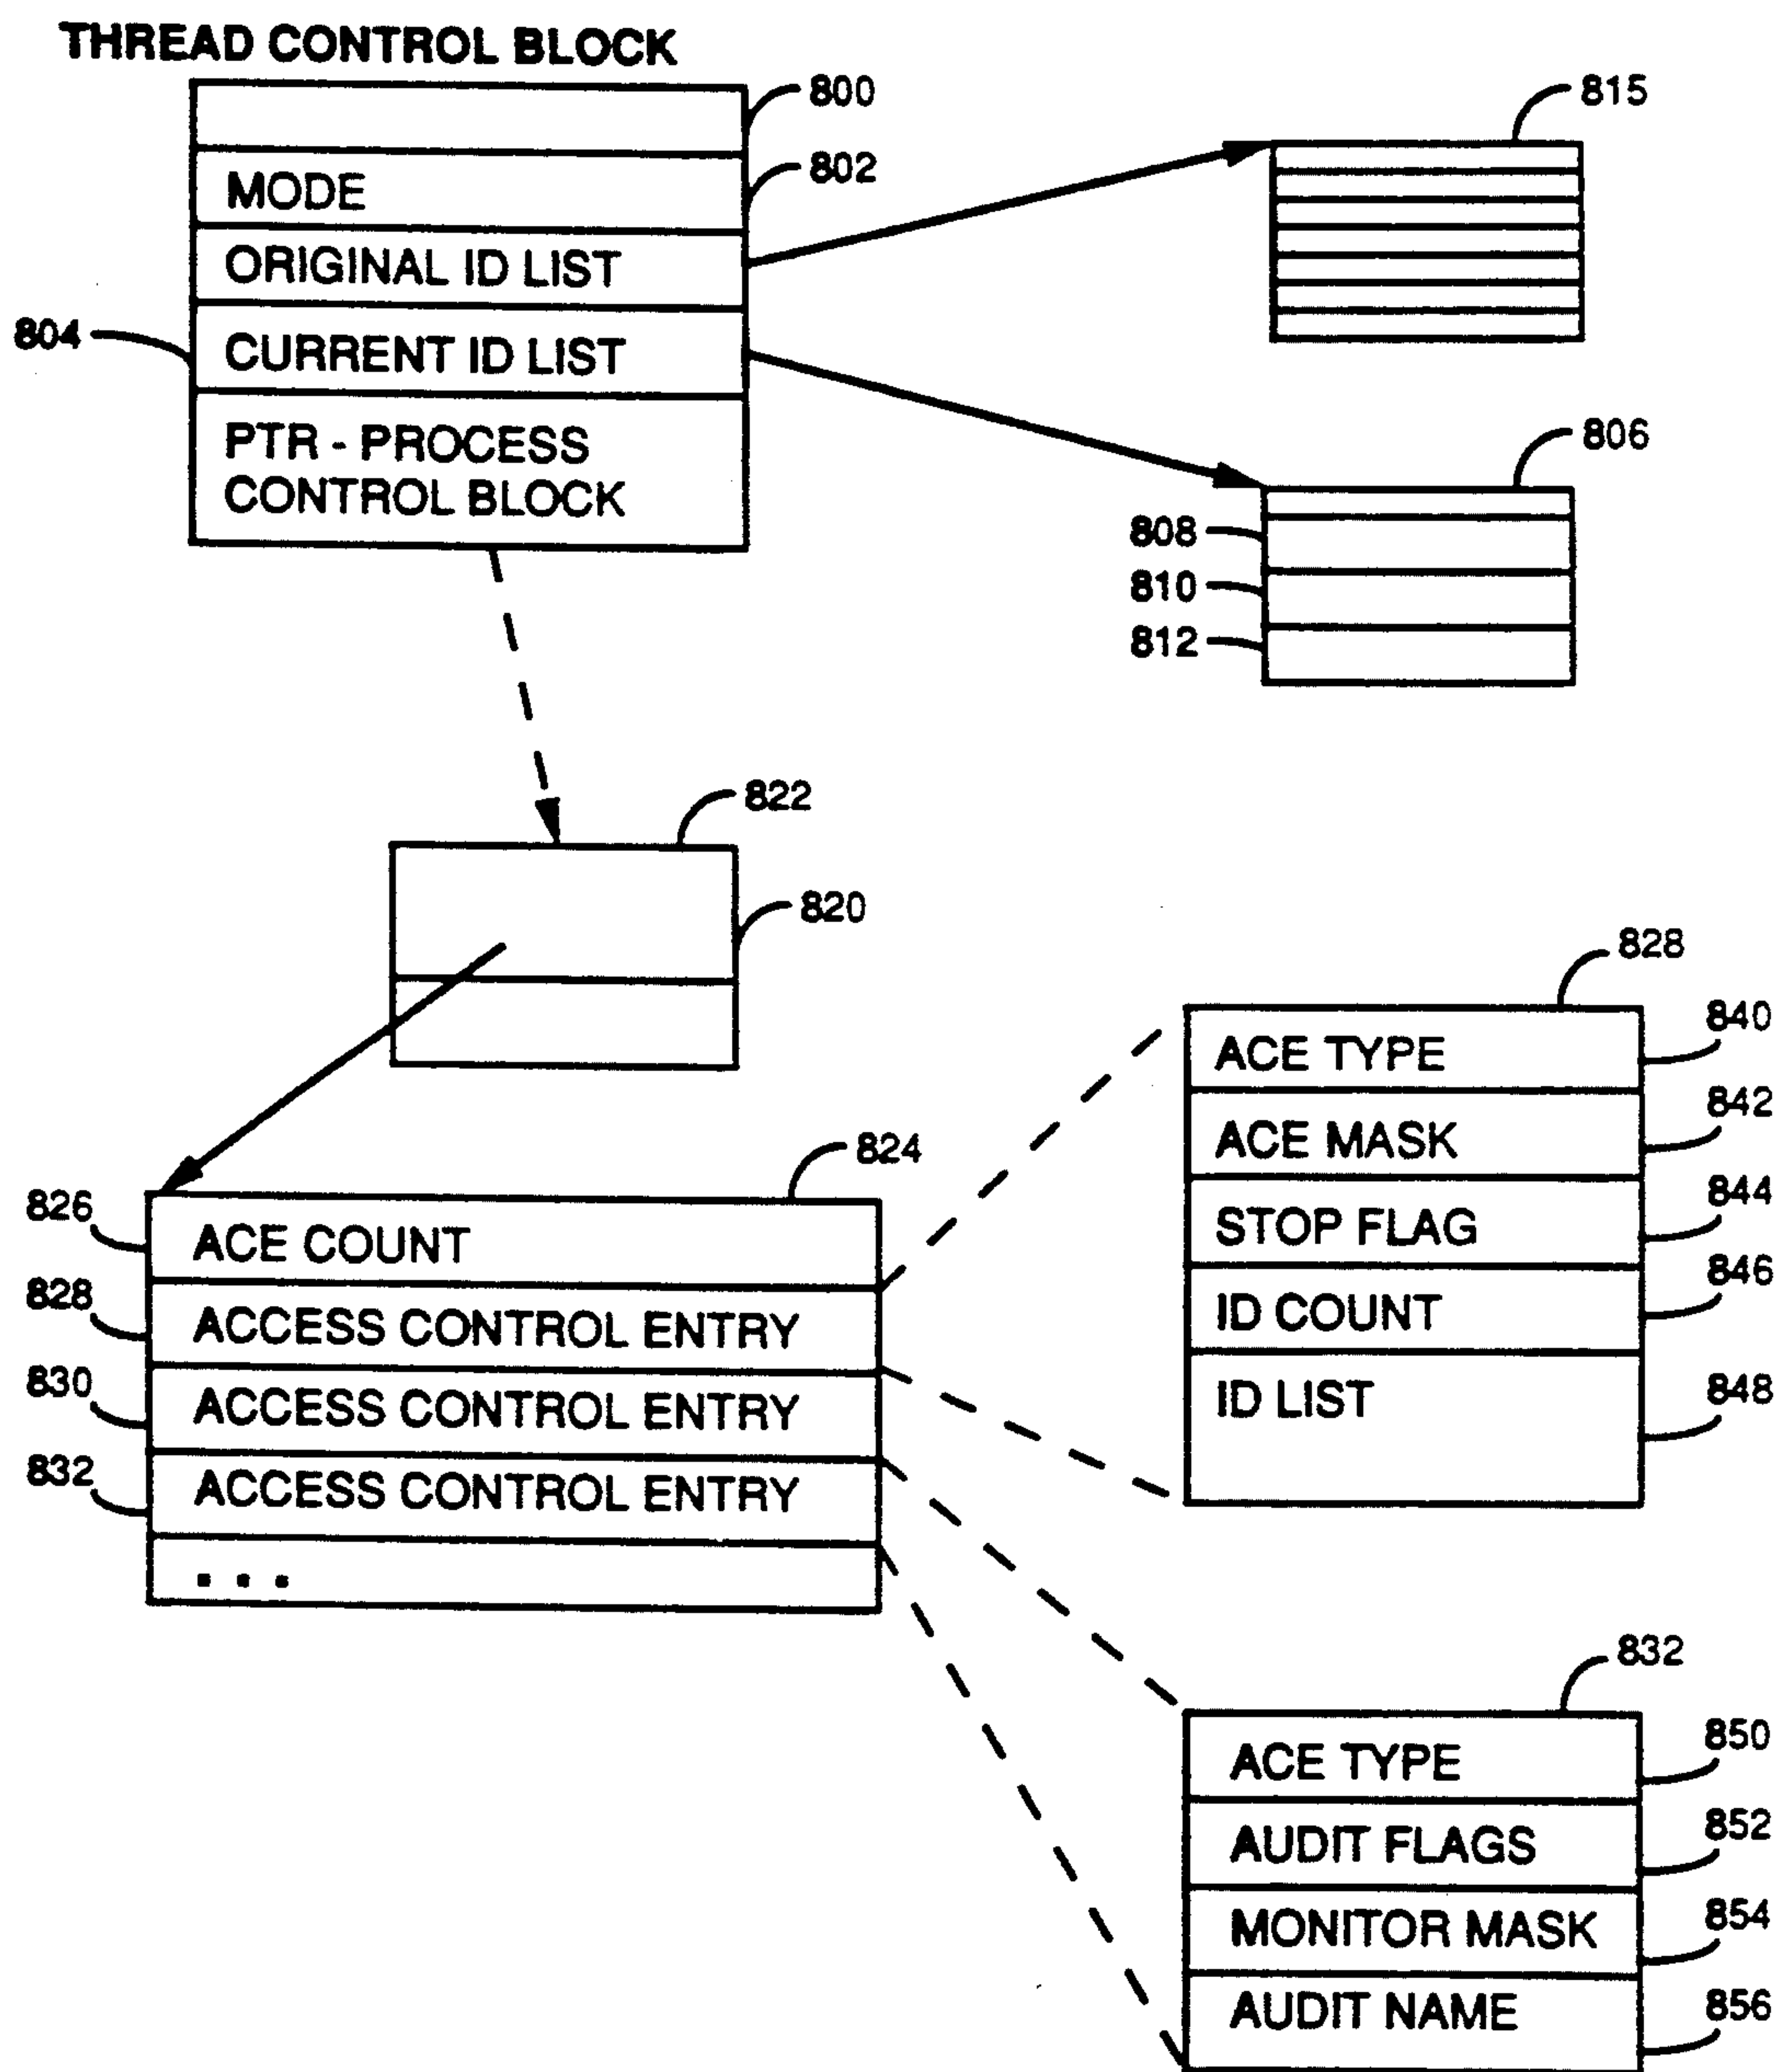 THREAD CONTROL BLOCK
800
815
802
MODE
ORIGINAL ID LIST
804
CURRENT ID LIST
PTR - PROCESS
CONTROL BLOCK
806
808
810
812
822
820
828
840
ACE TYPE
842
ACE MASK
844
STOP FLAG
846
ID COUNT
848
ID LIST
824
826
ACE COUNT
828
ACCESS CONTROL ENTRY
830
ACCESS CONTROL ENTRY
832
ACCESS CONTROL ENTRY
. . .
832
850
ACE TYPE
852
AUDIT FLAGS
854
MONITOR MASK
856
AUDIT NAME